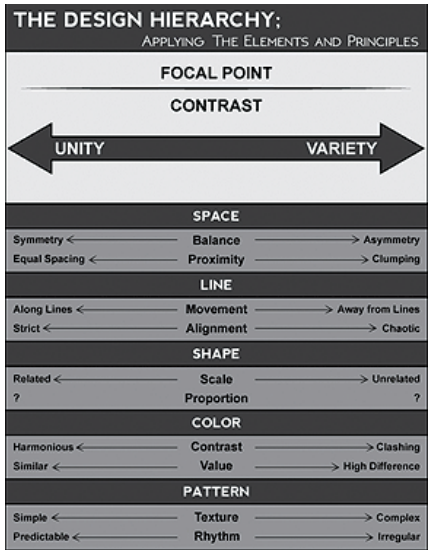 THE DESIGN HIERARCHY;
APPLYING THE ELEMENTS AND PRINCIPLES
FOCAL POINT
CONTRAST
UNITY VARIETY
SPACE
Symmetry Balance Asymmetry
Equal Spacing Proximity Clumping
LINE
Along Lines Movement Away from Lines
Strict Alignment Chaotic
SHAPE
Related Scale Unrelated
? Proportion ?
COLOR
Harmonious Contrast Clashing
Similar Value High Difference
PATTERN
Simple Texture Complex
Predictable Rhythm Irregular